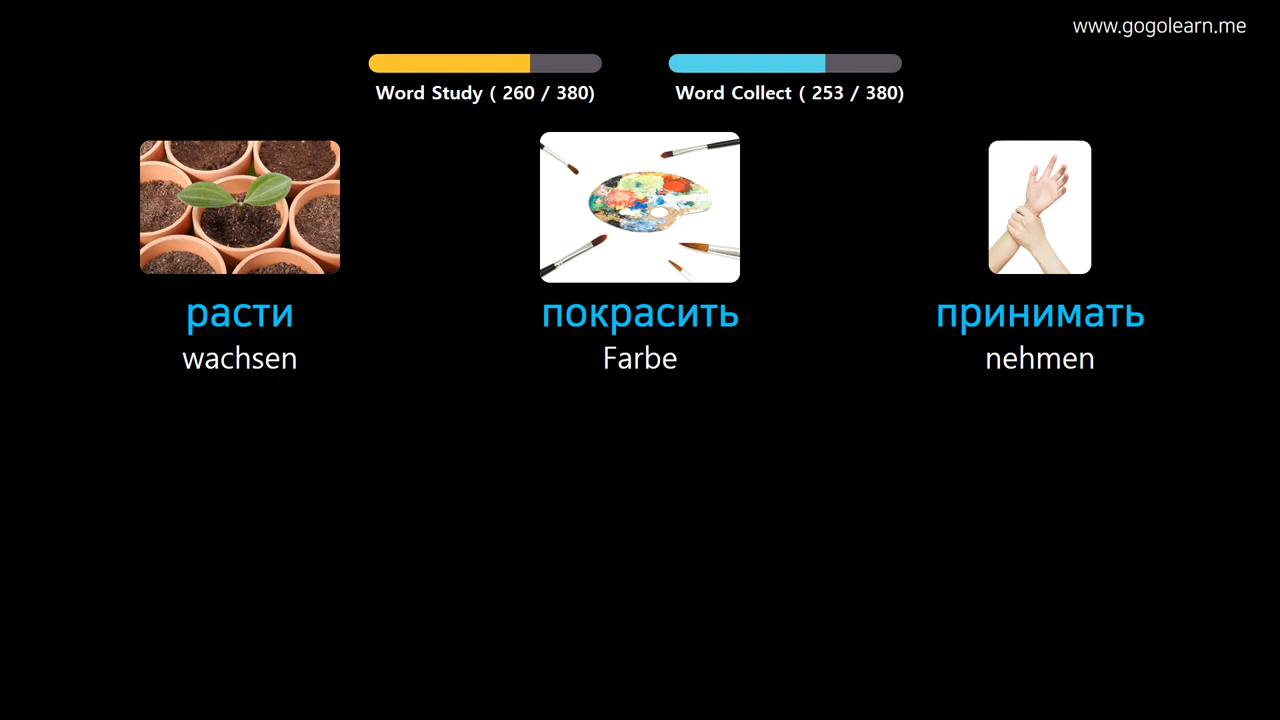 www.gogolearn.me
Word Study ( 260 / 380)
Word Collect ( 253 / 380)
расти
покрасить
принимать
wachsen
Farbe
nehmen